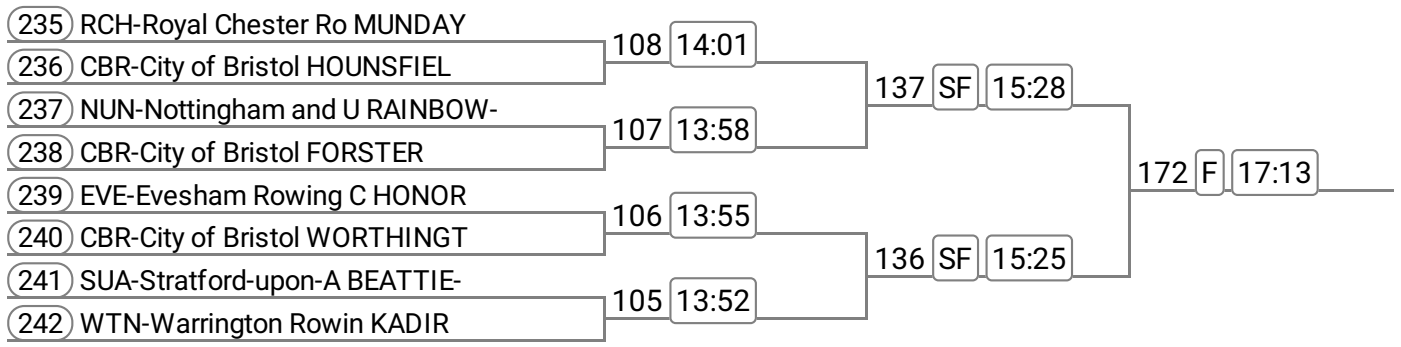 235 RCH-Royal Chester Ro MUNDAY
108 14:01
236 CBR-City of Bristol HOUNSFIEL
137 SF 15:28
237 NUN-Nottingham and U RAINBOW-
107 13:58
238 CBR-City of Bristol FORSTER
172 F 17:13
239 EVE-Evesham Rowing C HONOR
106 13:55
240 CBR-City of Bristol WORTHINGT
136 SF 15:25
241 SUA-Stratford-upon-A BEATTIE-
105 13:52
242 WTN-Warrington Rowin KADIR